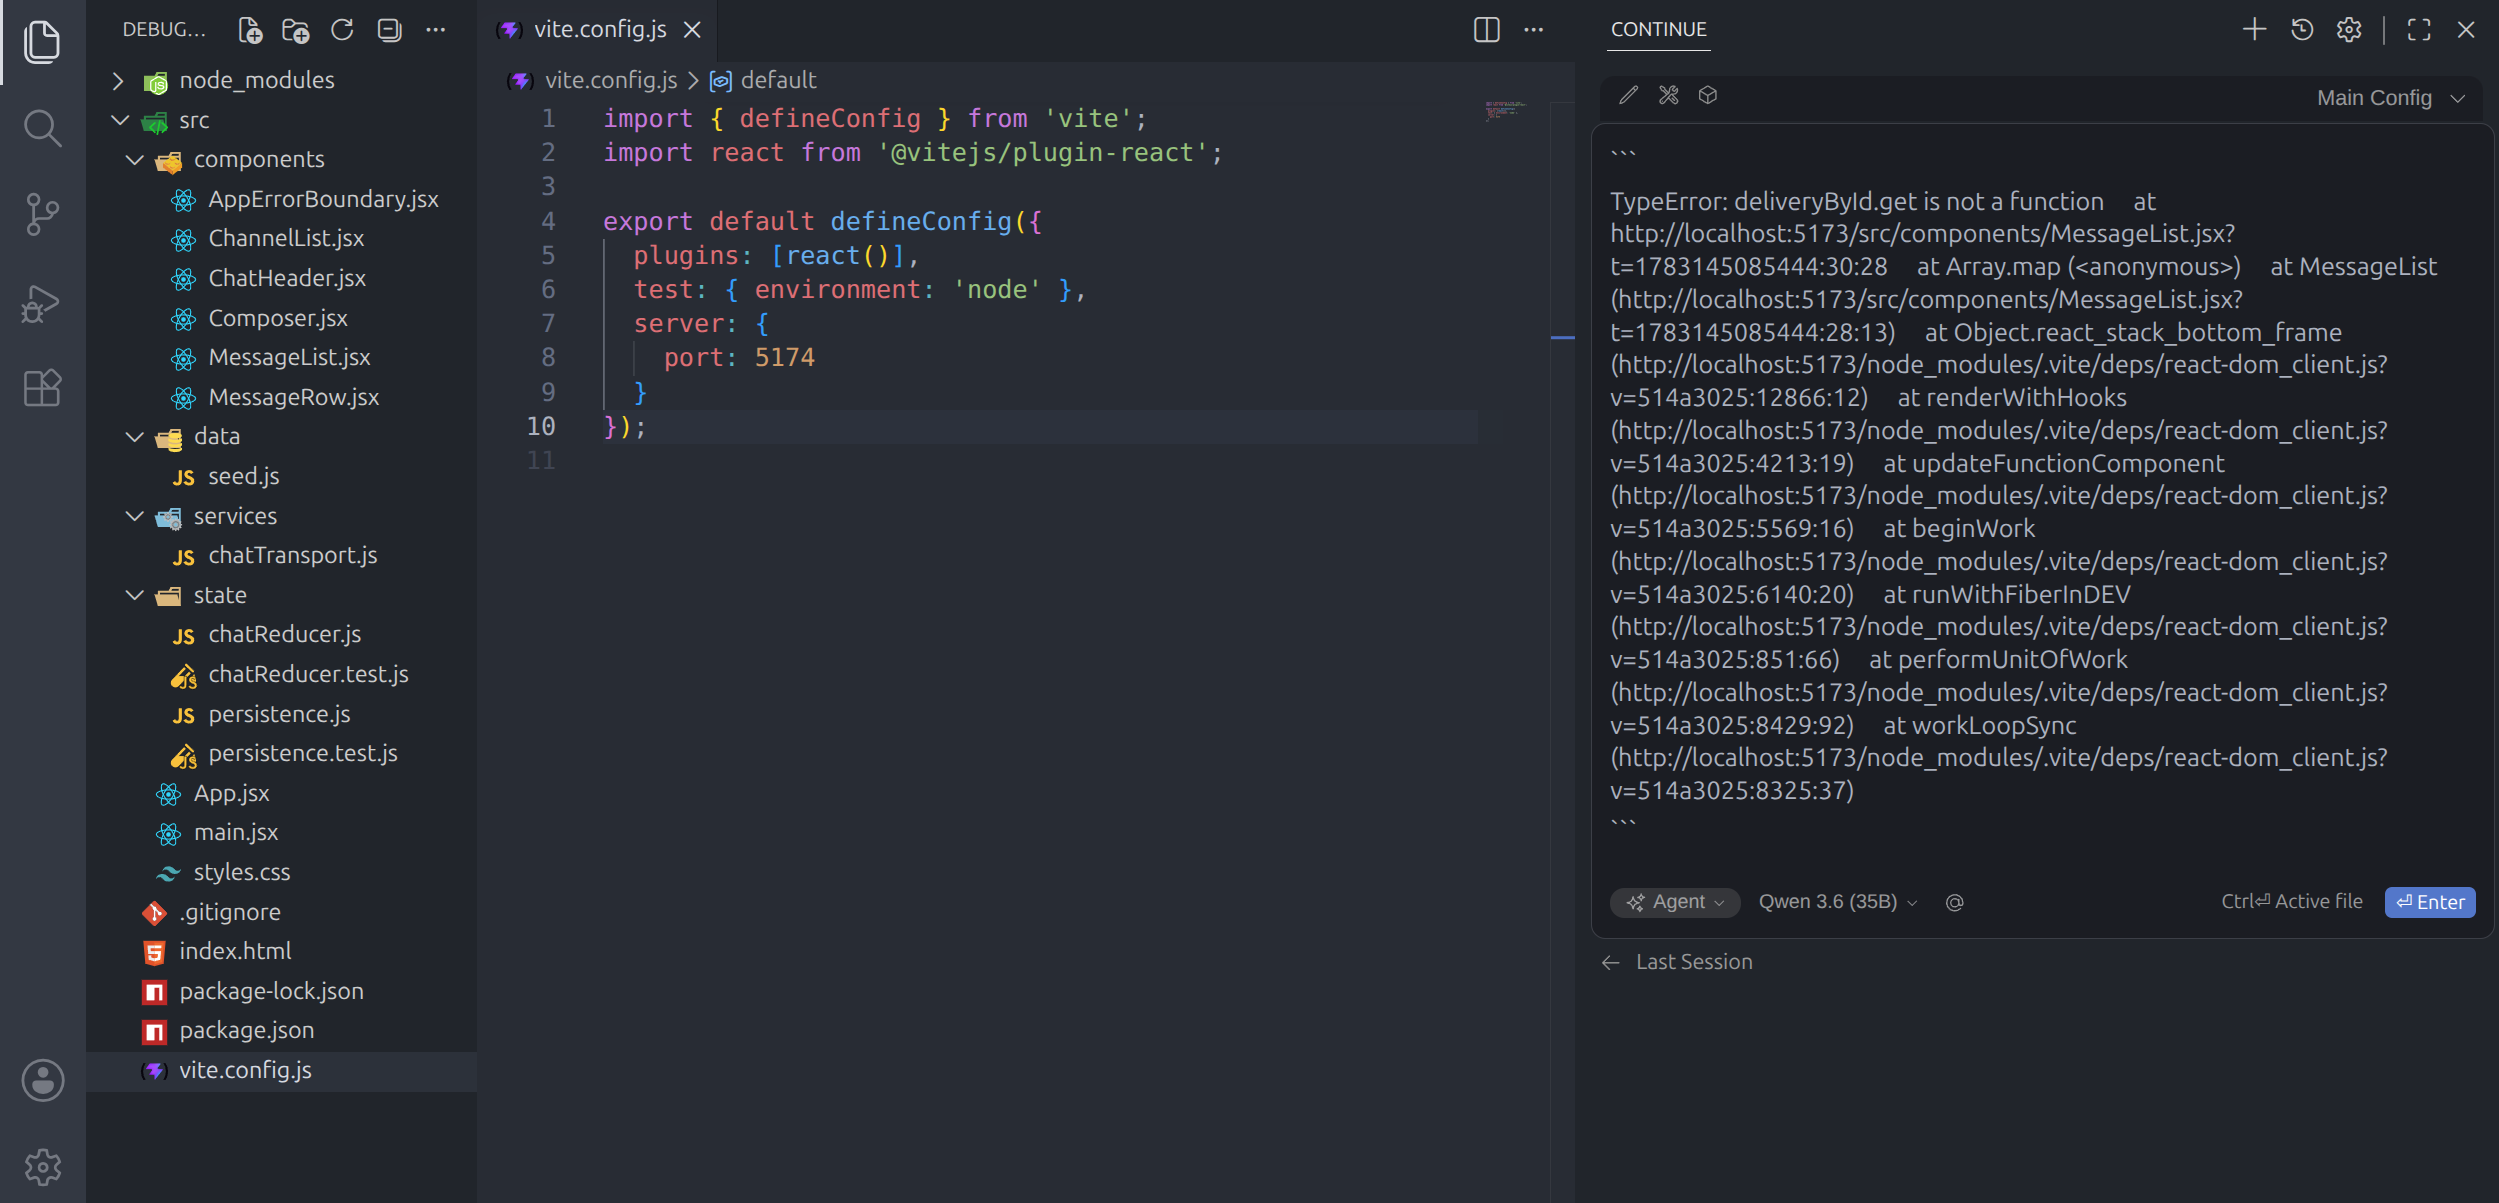 DEBUG...
node_modules
src
components
AppErrorBoundary.jsx
ChannelList.jsx
ChatHeader.jsx
Composer.jsx
MessageList.jsx
MessageRow.jsx
data
JS seed.js
services
JS chatTransport.js
state
JS chatReducer.js
JS chatReducer.test.js
JS persistence.js
JS persistence.test.js
App.jsx
main.jsx
styles.css
.gitignore
index.html
package-lock.json
package.json
vite.config.js
vite.config.js
vite.config.js > default
1 import { defineConfig } from 'vite';
2 import react from '@vitejs/plugin-react';
3
4 export default defineConfig({
5 plugins: [react()],
6 test: { environment: 'node' },
7 server: {
8 port: 5174
9 }
10 });
11
CONTINUE
Main Config
```
TypeError: deliveryById.get is not a function at
http://localhost:5173/src/components/MessageList.jsx?
t=1783145085444:30:28 at Array.map (<anonymous>) at MessageList
(http://localhost:5173/src/components/MessageList.jsx?
t=1783145085444:28:13) at Object.react_stack_bottom_frame
(http://localhost:5173/node_modules/.vite/deps/react-dom_client.js?
v=514a3025:12866:12) at renderWithHooks
(http://localhost:5173/node_modules/.vite/deps/react-dom_client.js?
v=514a3025:4213:19) at updateFunctionComponent
(http://localhost:5173/node_modules/.vite/deps/react-dom_client.js?
v=514a3025:5569:16) at beginWork
(http://localhost:5173/node_modules/.vite/deps/react-dom_client.js?
v=514a3025:6140:20) at runWithFiberInDEV
(http://localhost:5173/node_modules/.vite/deps/react-dom_client.js?
v=514a3025:851:66) at performUnitOfWork
(http://localhost:5173/node_modules/.vite/deps/react-dom_client.js?
v=514a3025:8429:92) at workLoopSync
(http://localhost:5173/node_modules/.vite/deps/react-dom_client.js?
v=514a3025:8325:37)
```
Agent
Qwen 3.6 (35B)
@
Ctrl⏎ Active file
⏎ Enter
Last Session